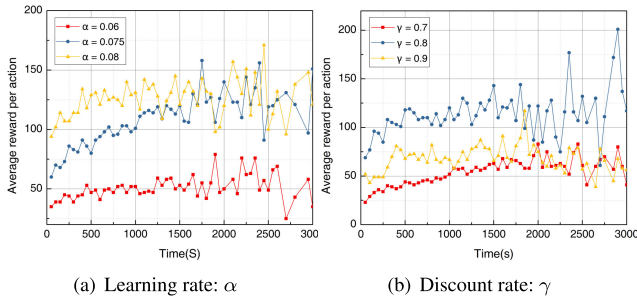 α = 0.06
α = 0.075
α = 0.08
Average reward per action
200
150
100
50
0
500
1000
1500
2000
2500
3000
Time(S)
(a) Learning rate: α
γ = 0.7
γ = 0.8
γ = 0.9
Average reward per action
200
150
100
50
0
500
1000
1500
2000
2500
3000
Time(s)
(b) Discount rate: γ